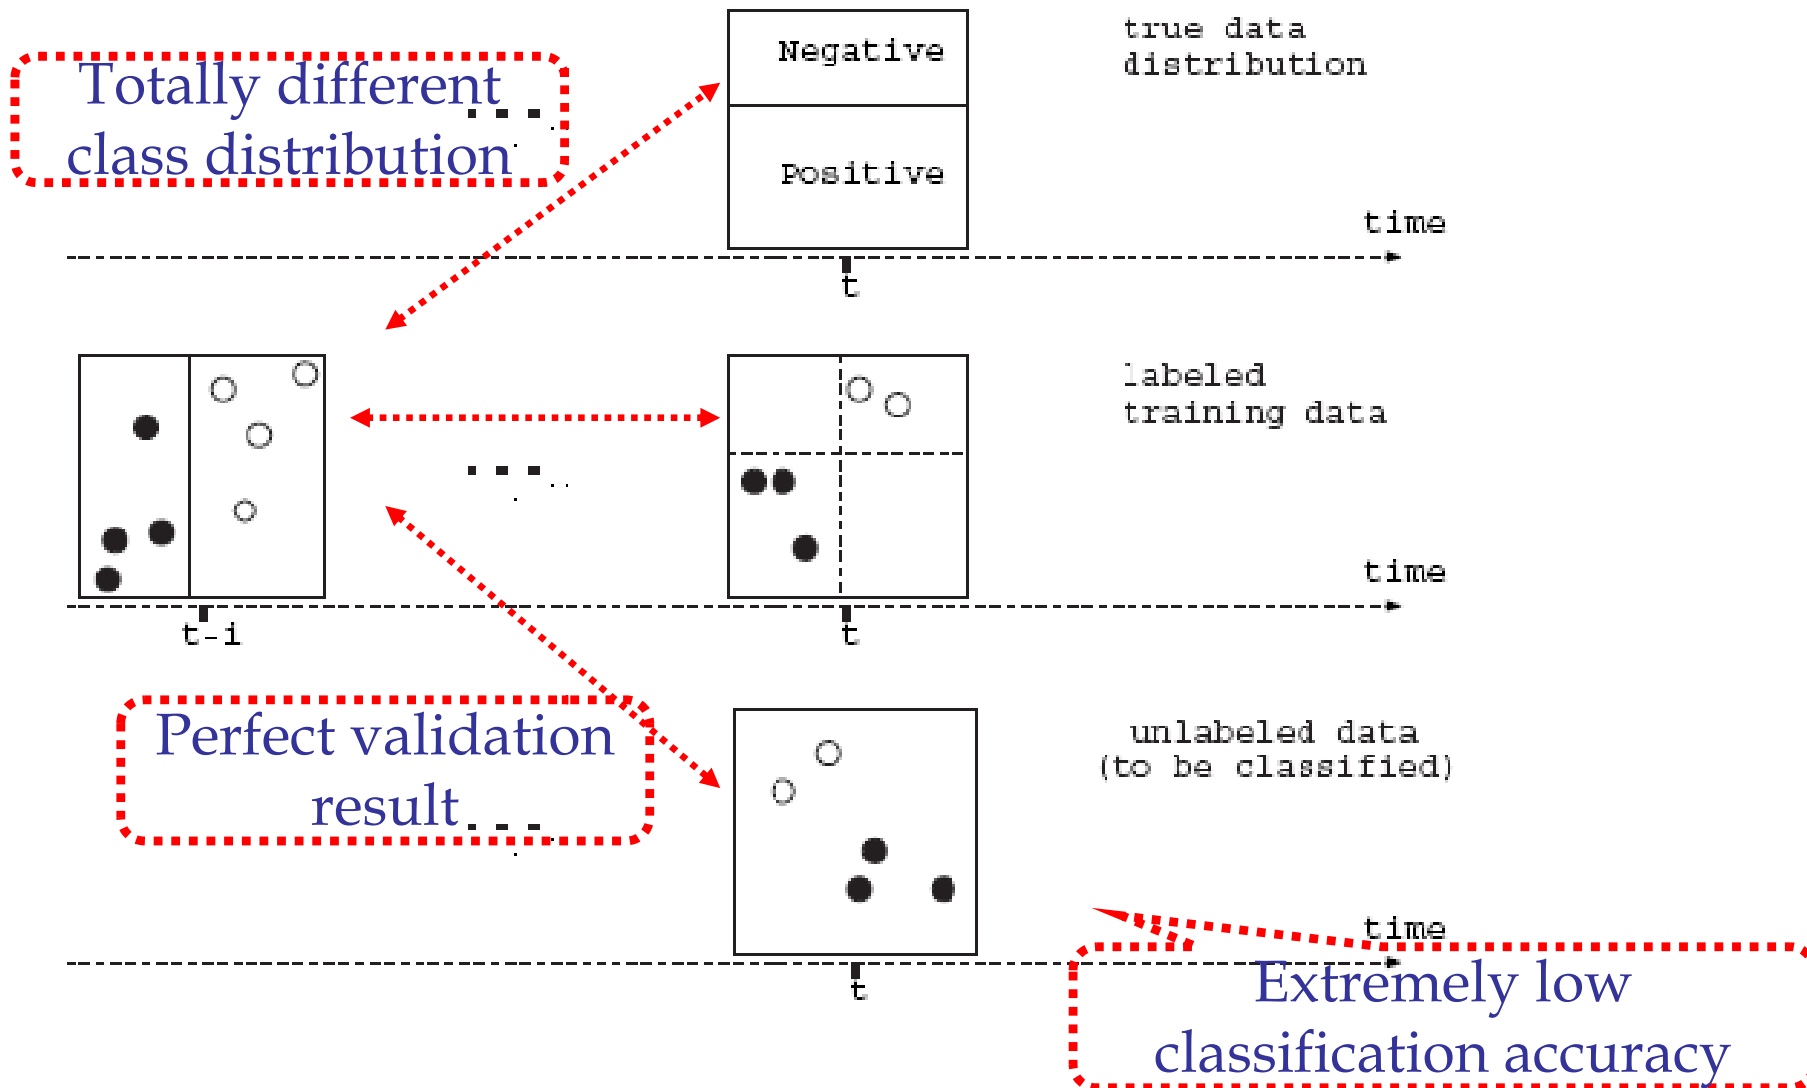 Totally different
class distribution
Negative
Positive
true data
distribution
time
t
labeled
training data
time
t-i
t
Perfect validation
result
unlabeled data
(to be classified)
time
t
Extremely low
classification accuracy